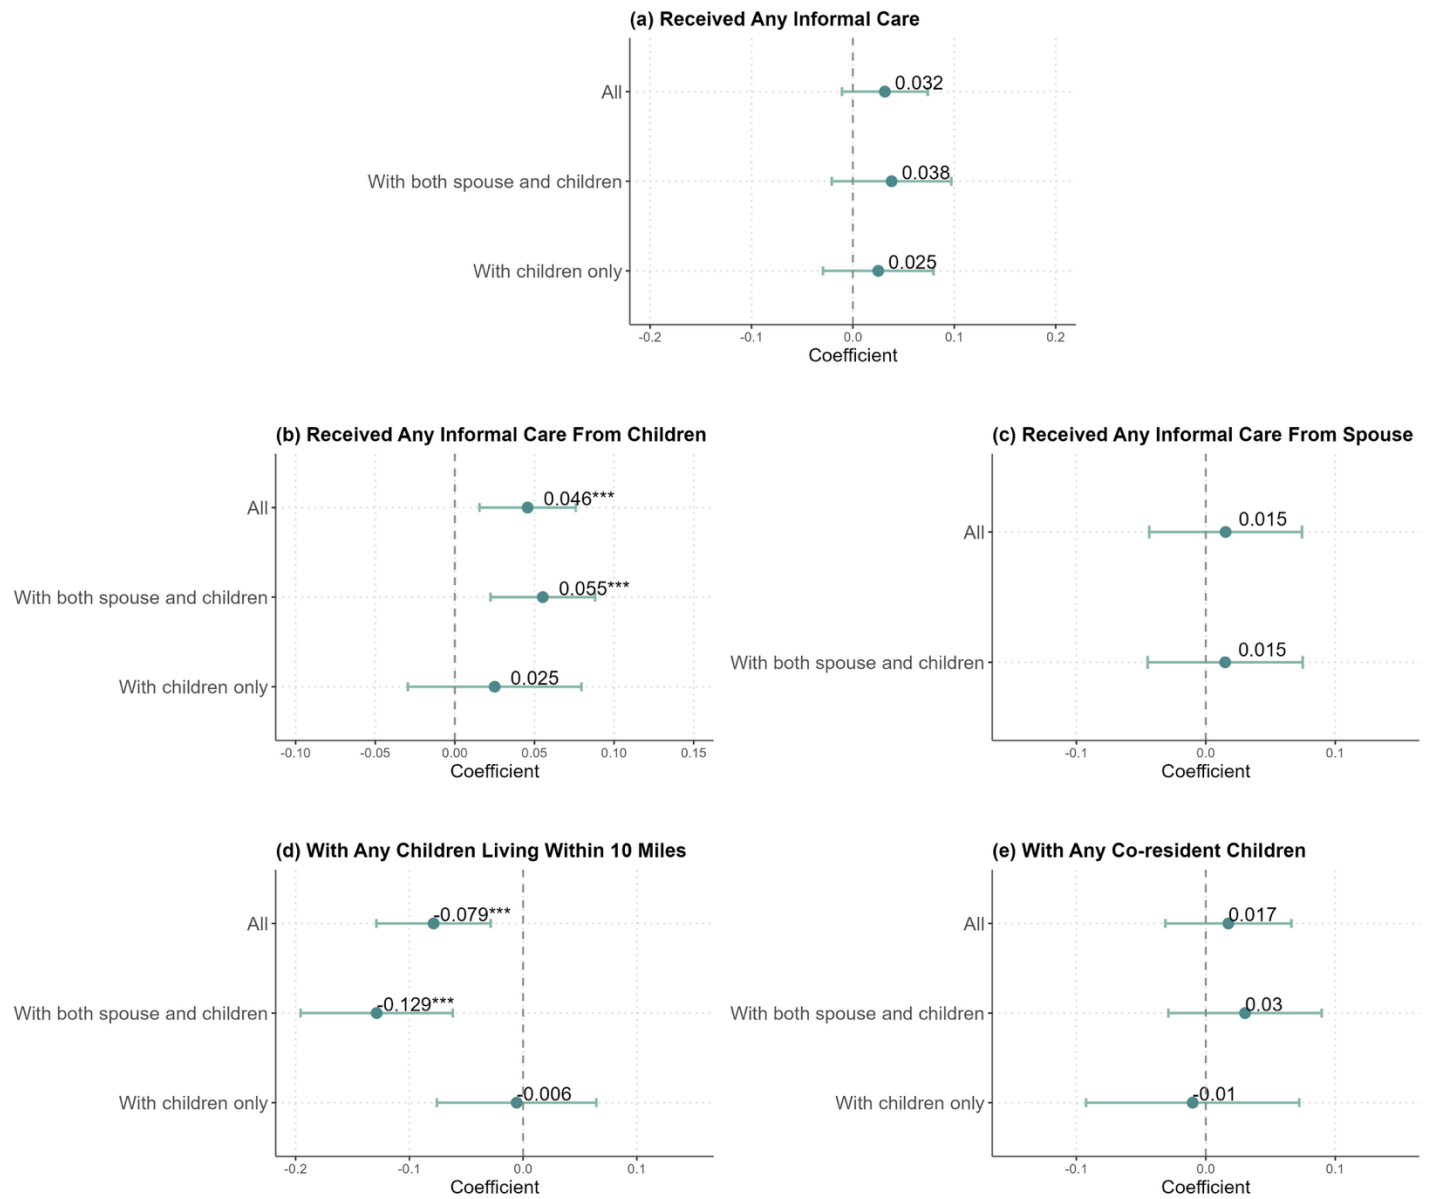 (a) Received Any Informal Care
All
0.032
With both spouse and children
0.038
With children only
0.025
-0.2 -0.1 0.0 0.1 0.2
Coefficient
(b) Received Any Informal Care From Children
All
0.046***
With both spouse and children
0.055***
With children only
0.025
-0.10 -0.05 0.00 0.05 0.10 0.15
Coefficient
(c) Received Any Informal Care From Spouse
All
0.015
With both spouse and children
0.015
-0.1 0.0 0.1
Coefficient
(d) With Any Children Living Within 10 Miles
All
-0.079***
With both spouse and children
-0.129***
With children only
-0.006
-0.2 -0.1 0.0 0.1
Coefficient
(e) With Any Co-resident Children
All
0.017
With both spouse and children
0.03
With children only
-0.01
-0.1 0.0 0.1
Coefficient